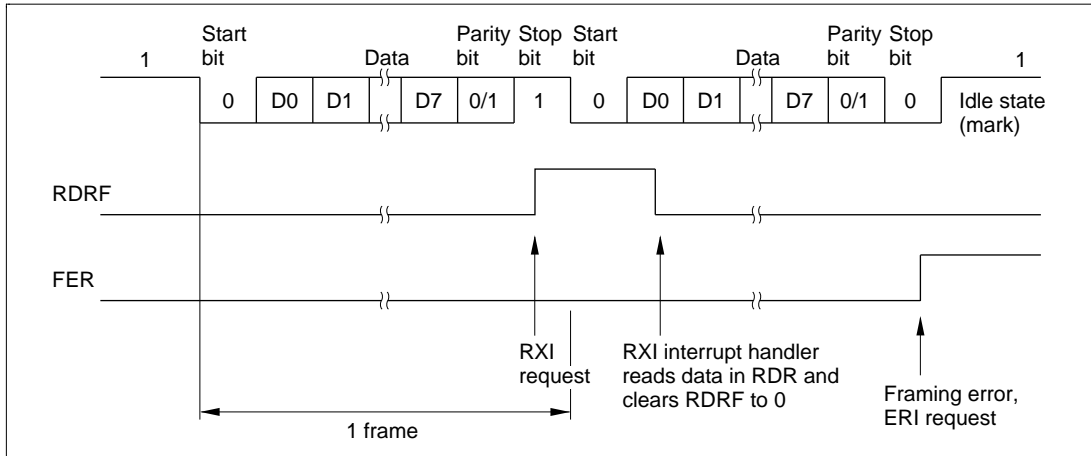 Start bit
Parity bit
Stop bit
Start bit
Parity bit
Stop bit
1
Data
Data
1
0
D0
D1
D7
0/1
1
0
D0
D1
D7
0/1
0
Idle state
(mark)
RDRF
FER
RXI
request
RXI interrupt handler
reads data in RDR and
clears RDRF to 0
Framing error,
ERI request
1 frame